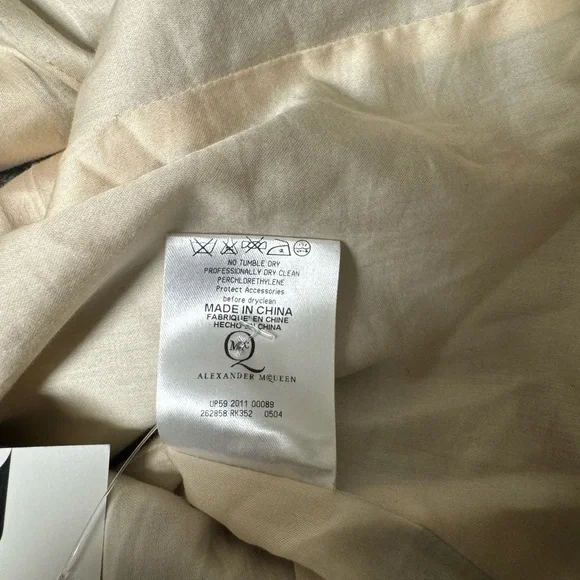 NO TUMBLE DRY
PROFESSIONALLY DRY CLEAN
PERCHLORETHYLENE
Protect Accessories
before dryclean
MADE IN CHINA
FABRIQUE' EN CHINE
HECHO EN CHINA
McQ
ALEXANDER MCQUEEN
UP59 2011 00089
262858 RK352 0504